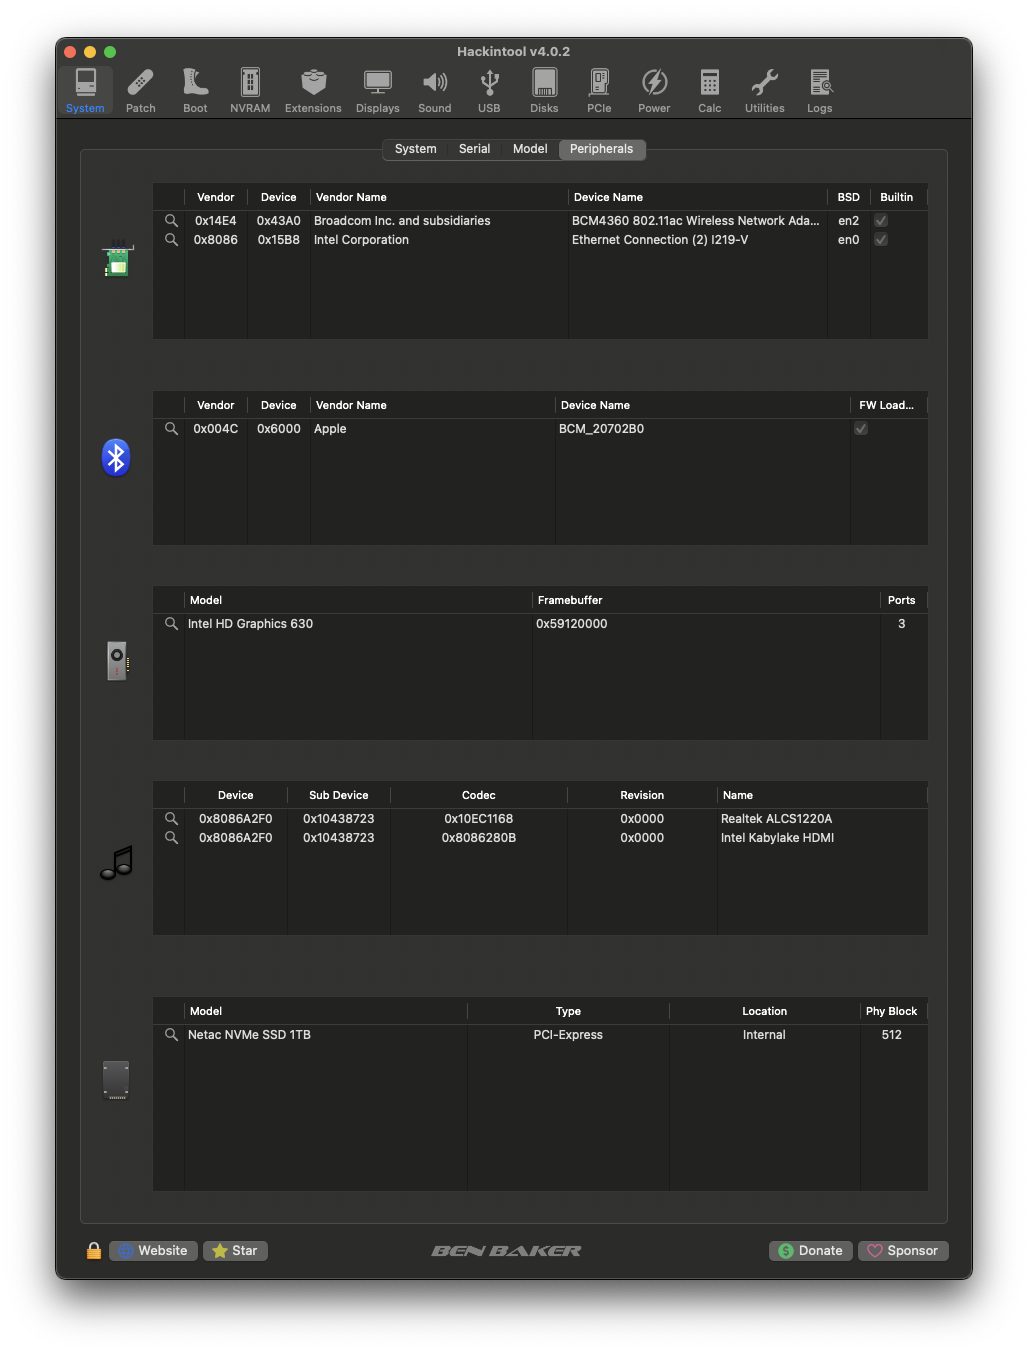 Hackintool v4.0.2
System Patch Boot NVRAM Extensions Displays Sound USB Disks PCIe Power Calc Utilities Logs
System Serial Model Peripherals
Vendor Device Vendor Name Device Name BSD Builtin
0x14E4 0x43A0 Broadcom Inc. and subsidiaries BCM4360 802.11ac Wireless Network Ada... en2
0x8086 0x15B8 Intel Corporation Ethernet Connection (2) I219-V en0
Vendor Device Vendor Name Device Name FW Load...
0x004C 0x6000 Apple BCM_20702B0
Model Framebuffer Ports
Intel HD Graphics 630 0x59120000 3
Device Sub Device Codec Revision Name
0x8086A2F0 0x10438723 0x10EC1168 0x0000 Realtek ALCS1220A
0x8086A2F0 0x10438723 0x8086280B 0x0000 Intel Kabylake HDMI
Model Type Location Phy Block
Netac NVMe SSD 1TB PCI-Express Internal 512
Website Star BEN BAKER Donate Sponsor